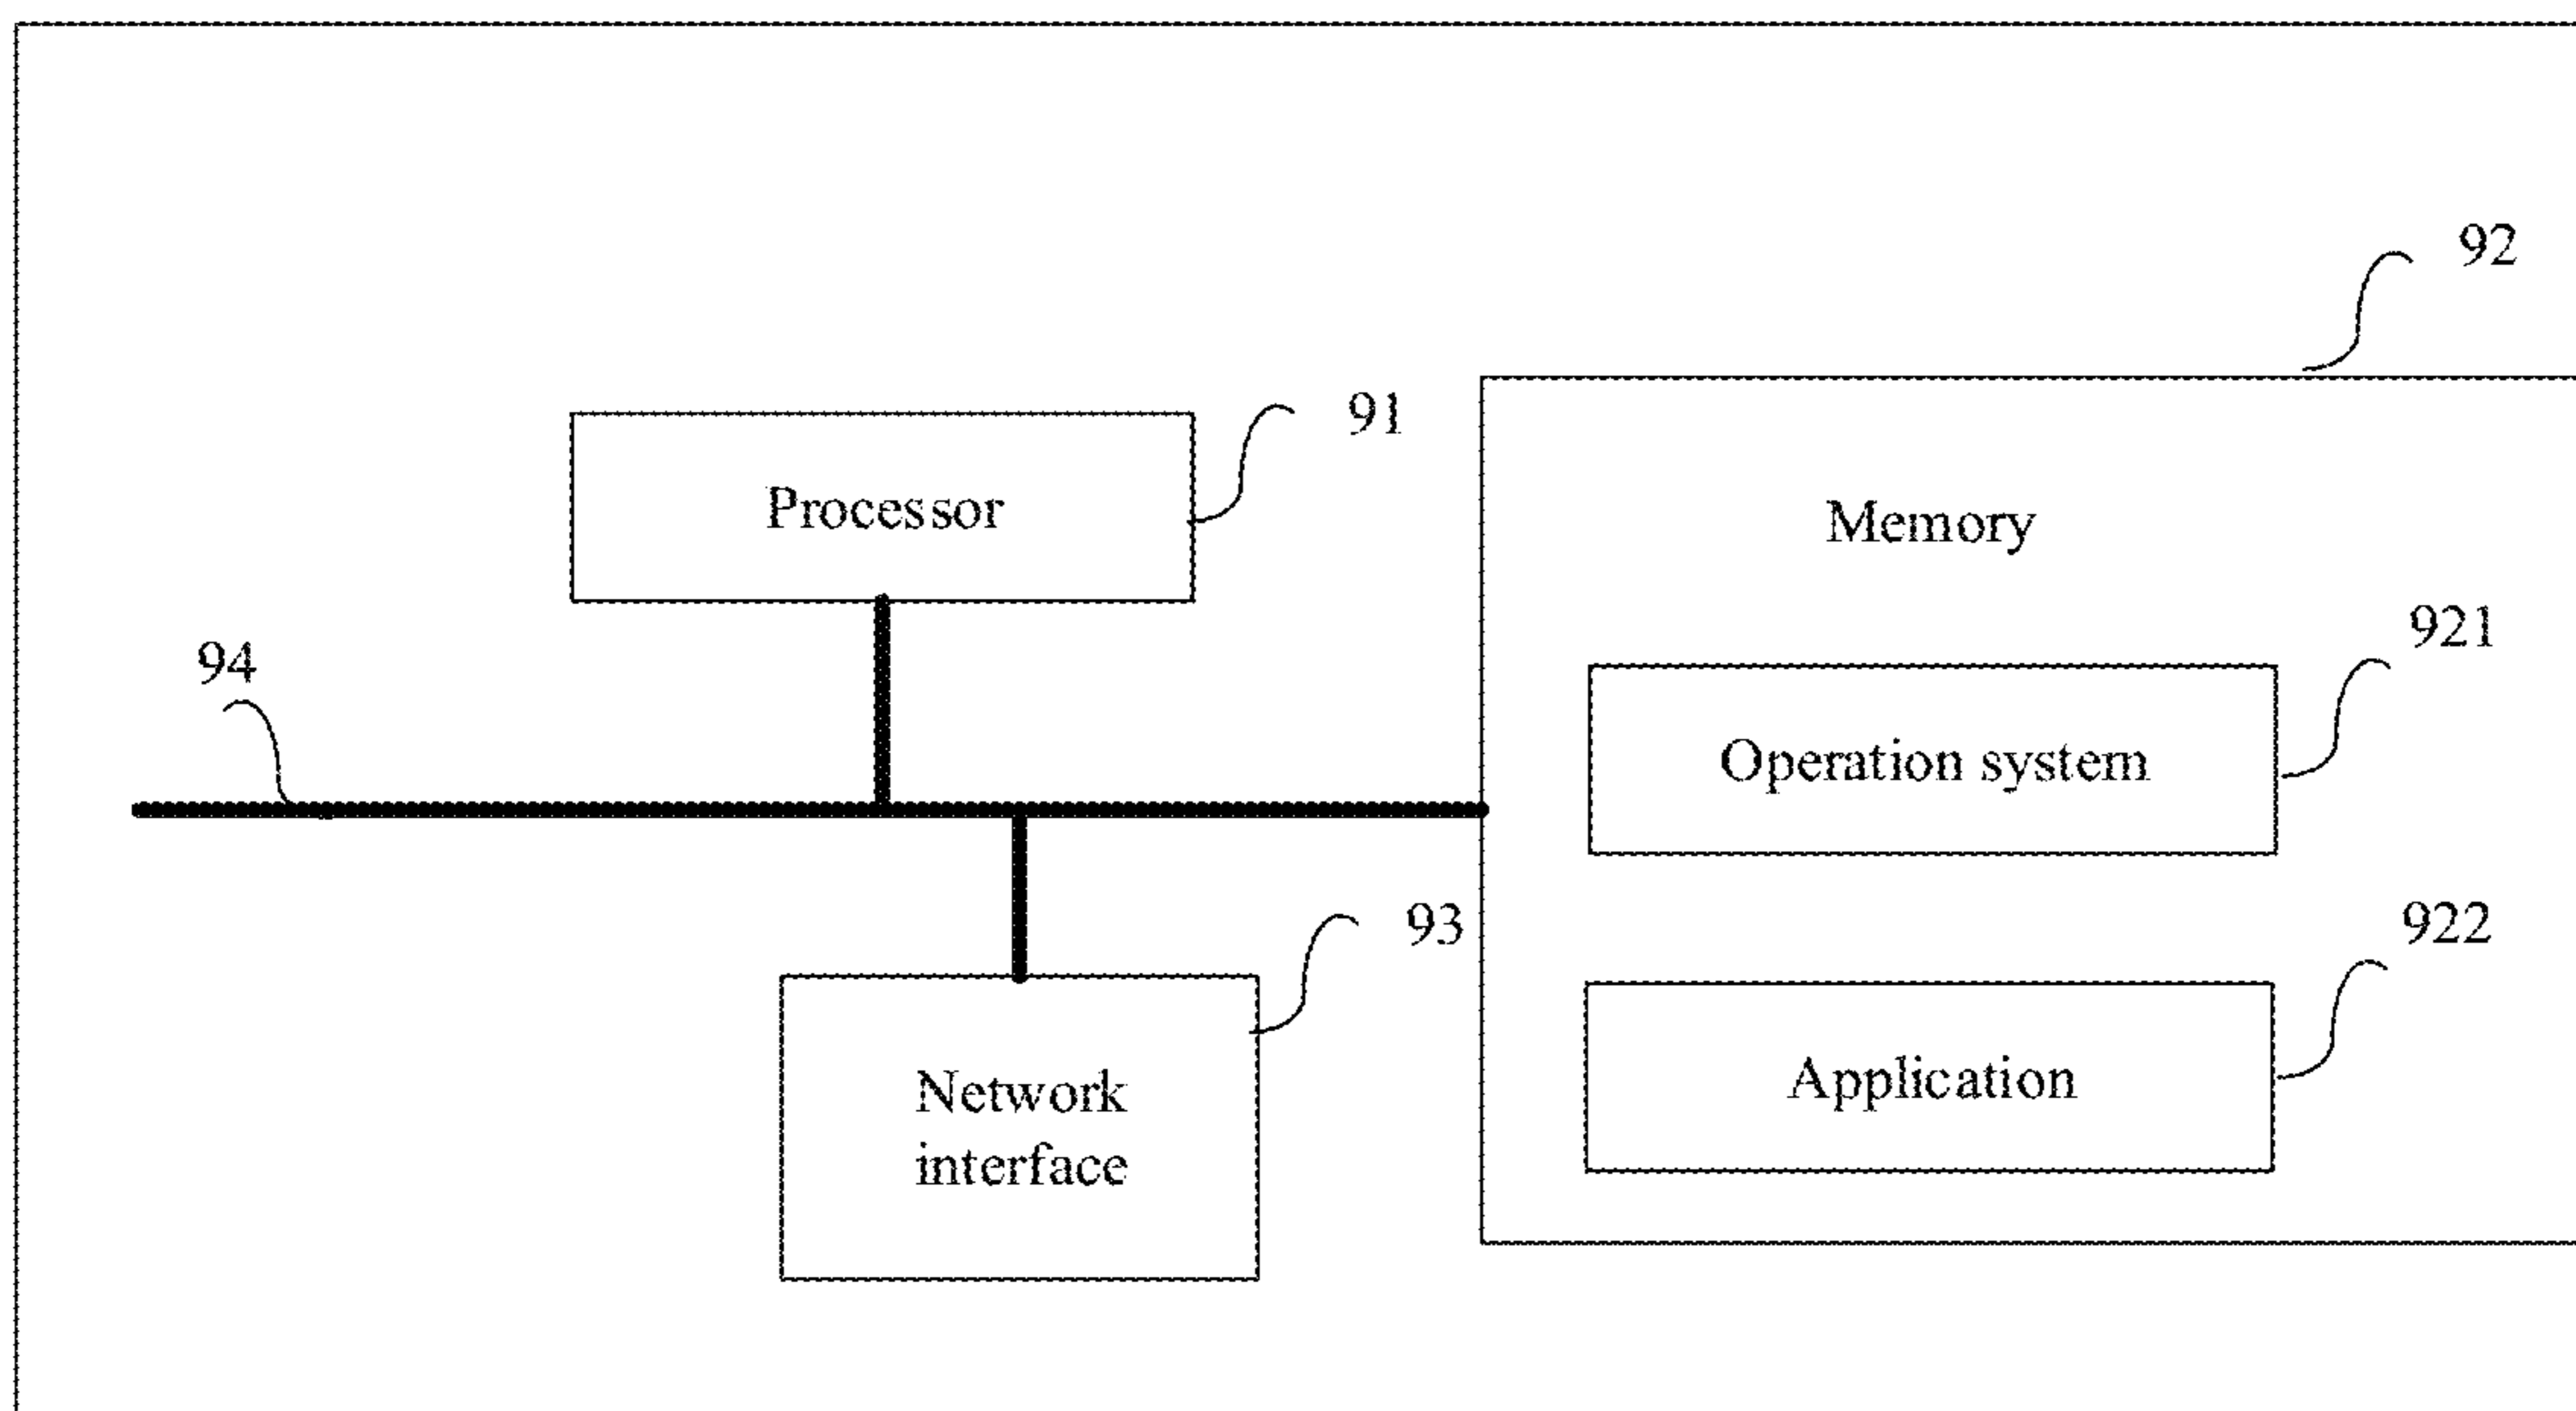 92
91
Processor
Memory
921
94
Operation system
922
93
Application
Network
interface